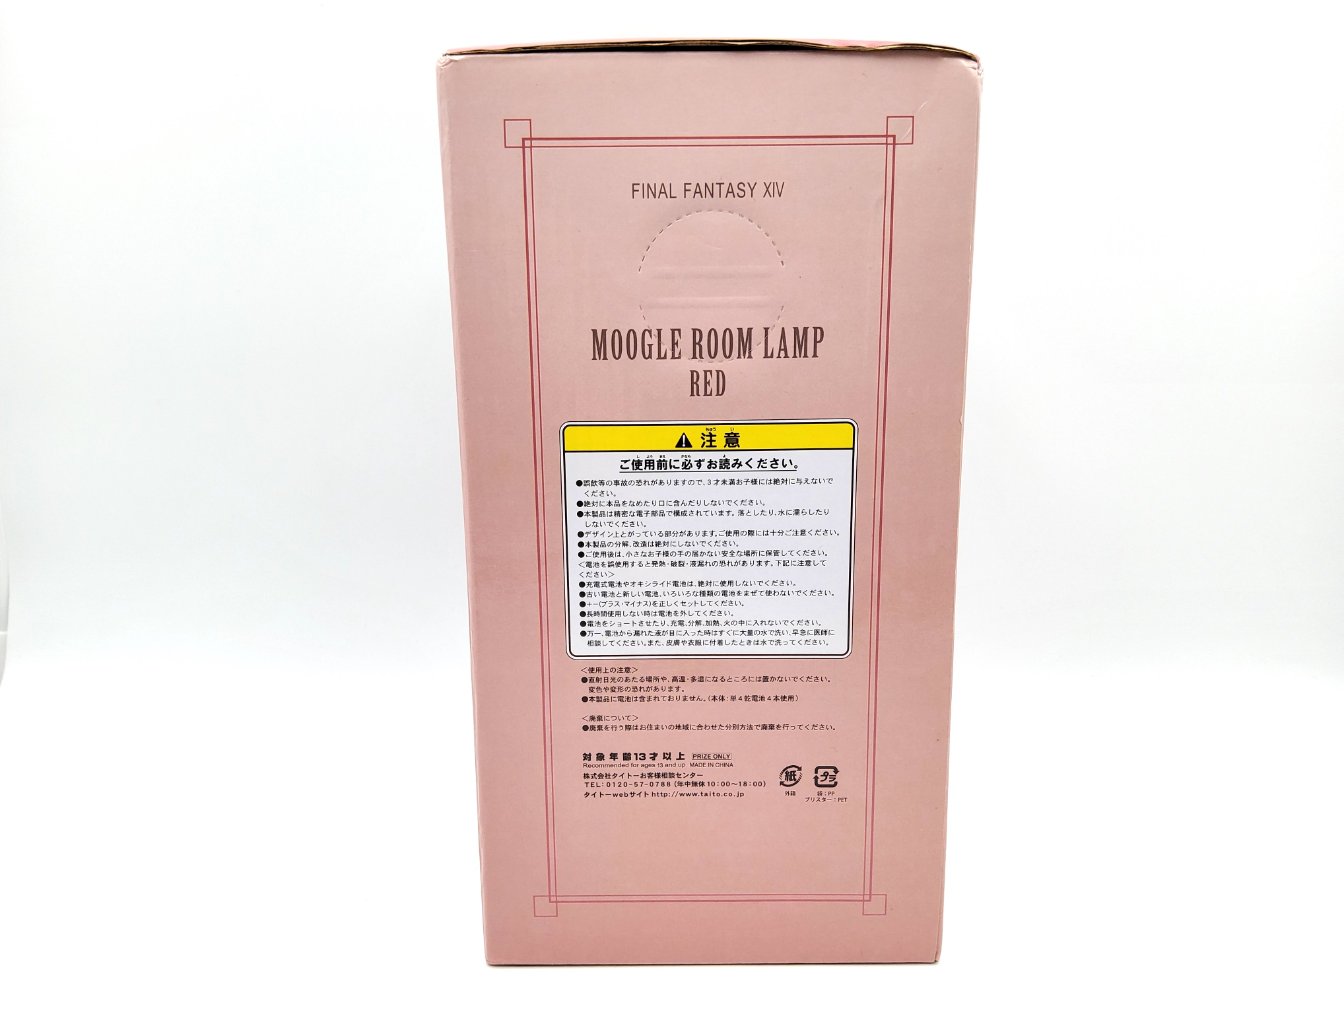 FINAL FANTASY XIV
MOOGLE ROOM LAMP
RED
注意
ご使用前に必ずお読みください。
●誤飲等の事故の恐れがありますので、3才未満お子様には絶対に与えないで
ください。
●絶対に本品をなめたり口に含んだりしないでください。
●本製品は精密な電子部品で構成されています。落としたり、水に濡らしたり
しないでください。
●デザイン上とがっている部分があります。ご使用の際には十分ご注意ください。
●本製品の分解、改造は絶対にしないでください。
●ご使用後は、小さなお子様の手の届かない安全な場所に保管してください。
<電池を誤使用すると発熱・破裂・液漏れの恐れがあります。下記に注意して
ください>
●充電式電池やオキシライド電池は、絶対に使用しないでください。
●古い電池と新しい電池、いろいろな種類の電池をまぜて使わないでください。
●+-(プラス・マイナス)を正しくセットしてください。
●長時間使用しない時は電池を外してください。
●電池をショートさせたり、充電、分解、加熱、火の中に入れないでください。
●万一、電池から漏れた液が目に入った時はすぐに大量の水で洗い、早急に医師に
相談してください。また、皮膚や衣服に付着したときは水で洗ってください。
<使用上の注意>
●直射日光のあたる場所や、高温・多湿になるところには置かないでください。
変色や変形の恐れがあります。
●本製品に電池は含まれておりません。(本体:単4乾電池4本使用)
<廃棄について>
●廃棄を行う際はお住まいの地域に合わせた分別方法で廃棄を行ってください。
対象年齢13才以上 PRIZE ONLY
Recommended for ages 13 and up MADE IN CHINA
株式会社タイトーお客様相談センター
TEL:0120-57-0788(年中無休10:00～18:00)
タイトーwebサイト http://www.taito.co.jp
紙 プラ
外箱 袋:PP
ブリスター:PET